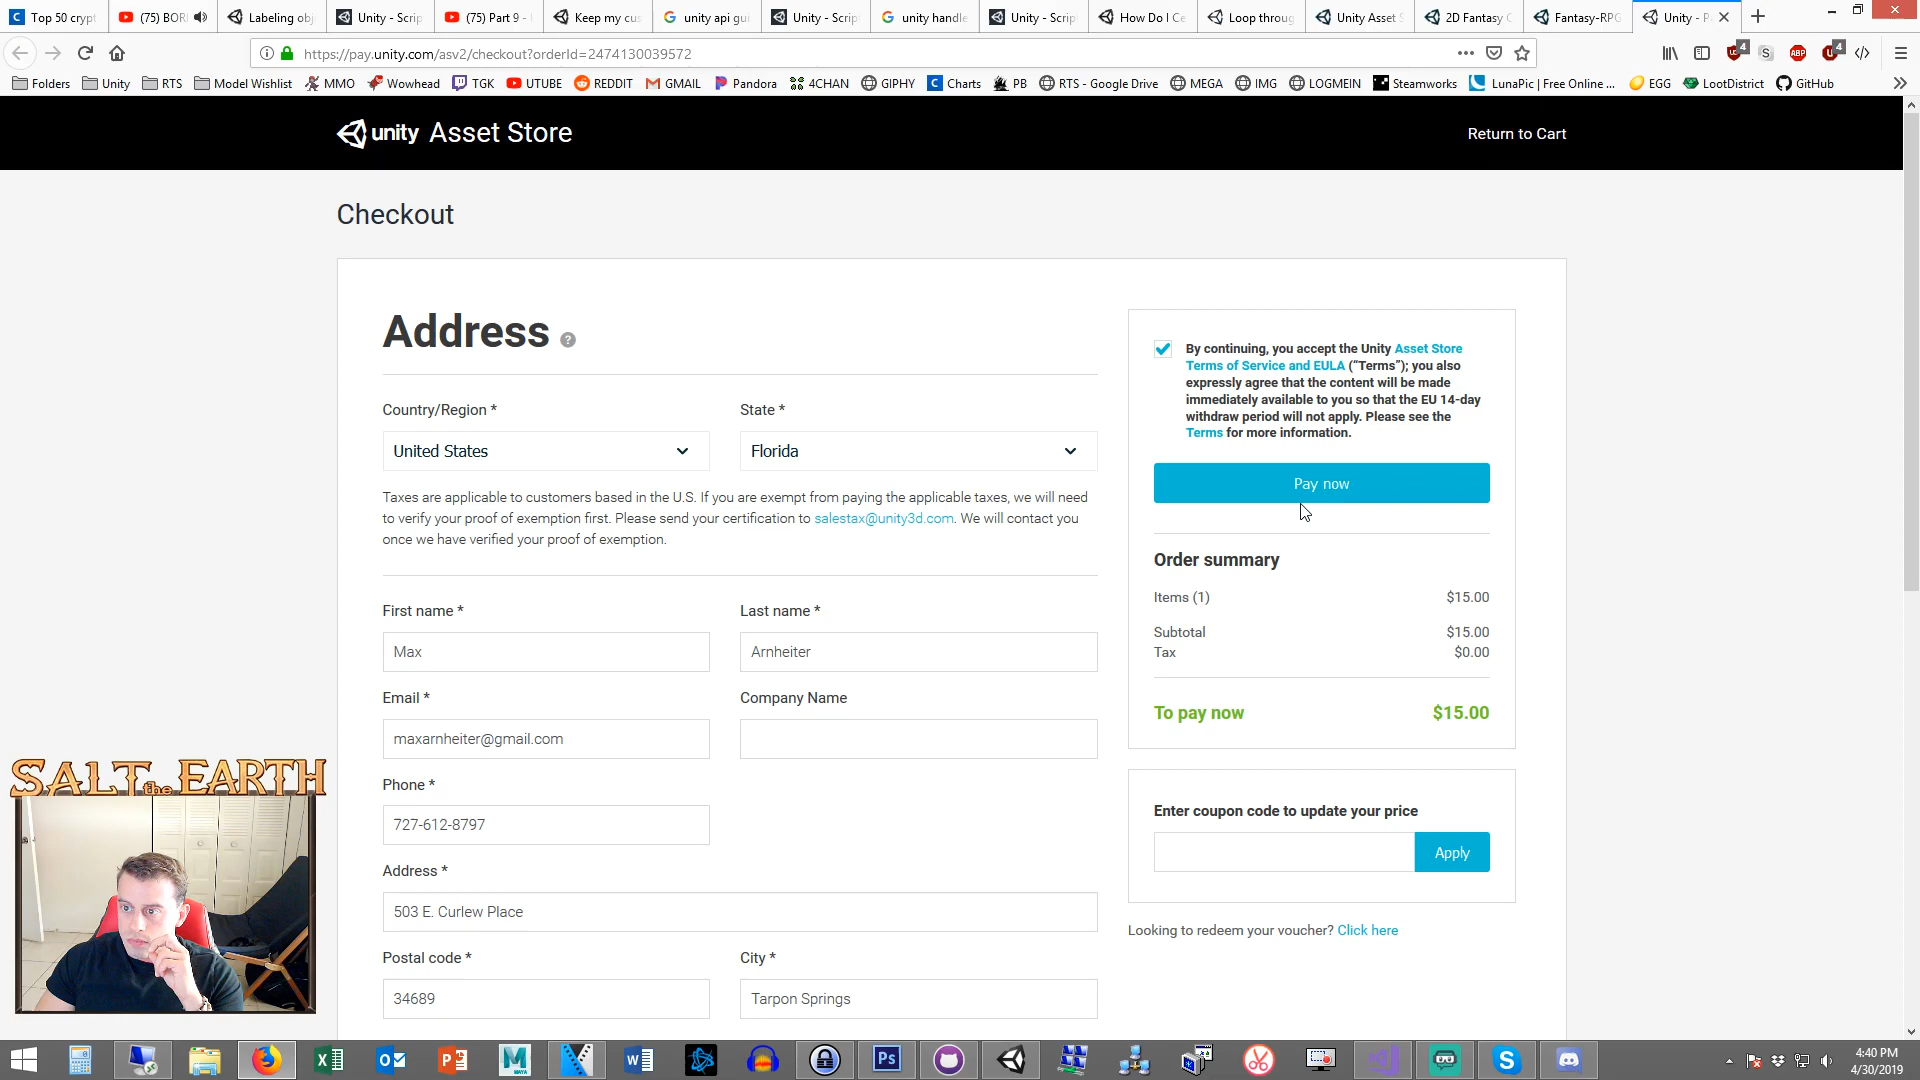 Top 50 crypt
(75) BOR
Labeling obj
Unity - Scrip
(75) Part 9 -
Keep my cus
unity api gui
Unity - Scrip
unity handle
Unity - Scrip
How Do I Ce
Loop throug
Unity Asset S
2D Fantasy C
Fantasy-RPG
Unity - P
https://pay.unity.com/asv2/checkout?orderId=2474130039572
4
S
ABP
4
Folders
Unity
RTS
Model Wishlist
MMO
Wowhead
TGK
UTUBE
REDDIT
GMAIL
Pandora
4CHAN
GIPHY
Charts
PB
RTS - Google Drive
MEGA
IMG
LOGMEIN
Steamworks
LunaPic | Free Online ...
EGG
LootDistrict
GitHub
unity Asset Store
Return to Cart
Checkout
Address ?
Country/Region *
State *
United States
Florida
Taxes are applicable to customers based in the U.S. If you are exempt from paying the applicable taxes, we will need
to verify your proof of exemption first. Please send your certification to salestax@unity3d.com. We will contact you
once we have verified your proof of exemption.
First name *
Last name *
Max
Arnheiter
Email *
Company Name
maxarnheiter@gmail.com
Phone *
727-612-8797
Address *
503 E. Curlew Place
Postal code *
City *
34689
Tarpon Springs
By continuing, you accept the Unity Asset Store
Terms of Service and EULA (“Terms”); you also
expressly agree that the content will be made
immediately available to you so that the EU 14-day
withdraw period will not apply. Please see the
Terms for more information.
Pay now
Order summary
Items (1) $15.00
Subtotal $15.00
Tax $0.00
To pay now $15.00
Enter coupon code to update your price
Apply
Looking to redeem your voucher? Click here
SALT the EARTH
Ps
MAYA
4:40 PM
4/30/2019